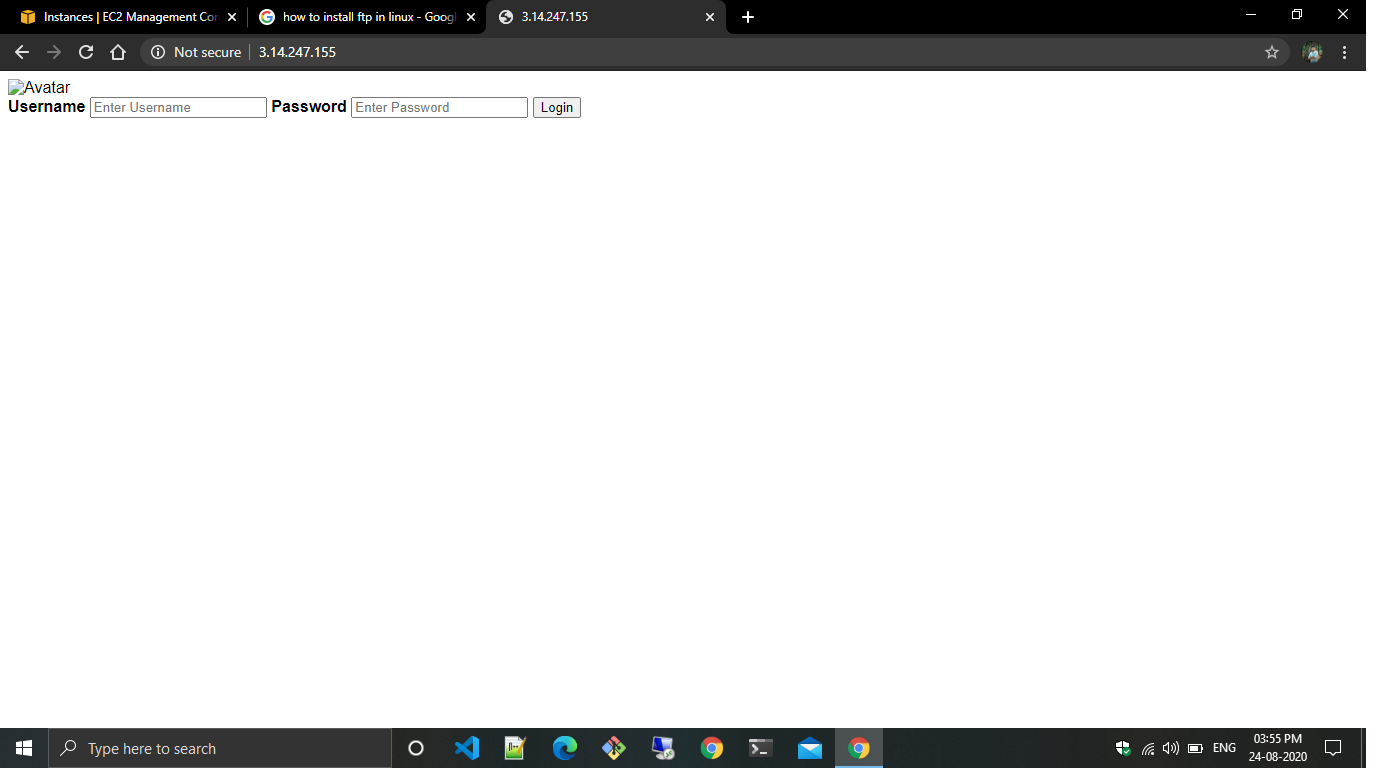 Instances | EC2 Management Cor
how to install ftp in linux - Googl
3.14.247.155
Not secure 3.14.247.155
Avatar
Username Enter Username Password Enter Password Login
Type here to search
ENG
03:55 PM
24-08-2020